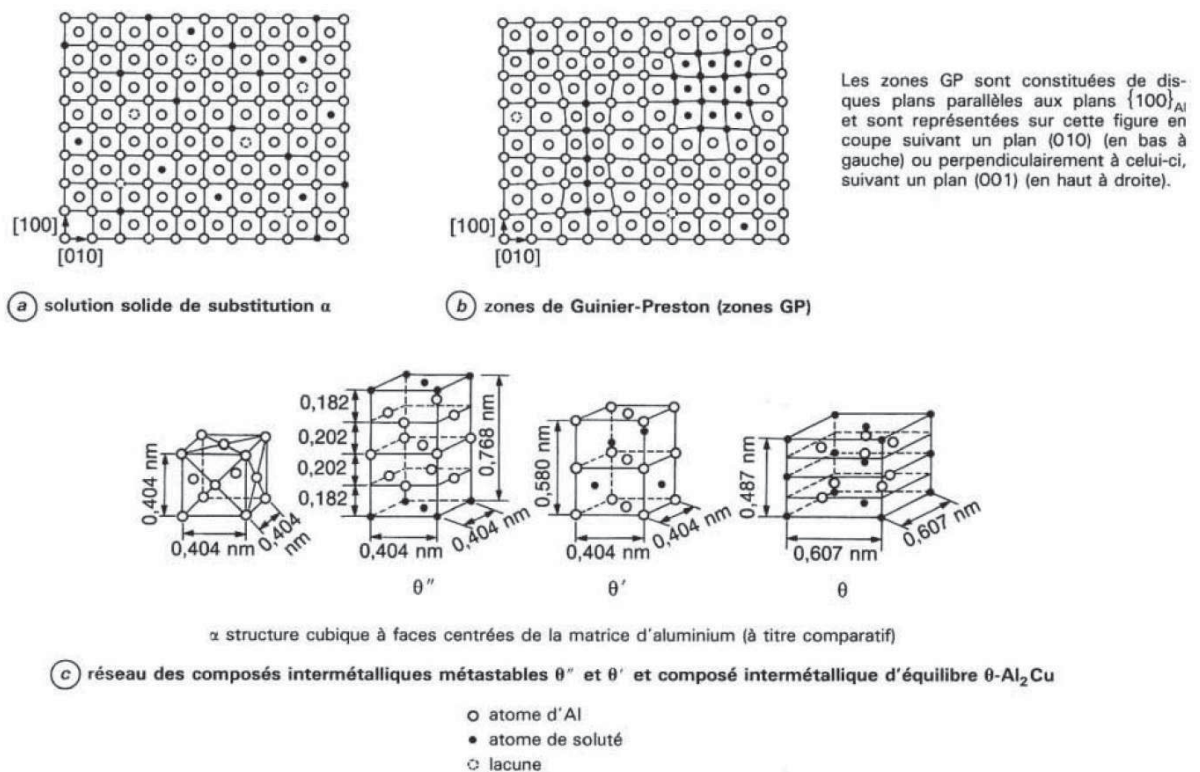 Les zones GP sont constituées de dis-
ques plans parallèles aux plans {100}Al
et sont représentées sur cette figure en
coupe suivant un plan (010) (en bas à
gauche) ou perpendiculairement à celui-ci,
suivant un plan (001) (en haut à droite).
[100]
[010]
[100]
[010]
a solution solide de substitution α
b zones de Guinier-Preston (zones GP)
0,404 nm
0,404 nm
0,404 nm
0,182
0,202
0,202
0,182
0,768 nm
0,404 nm
0,404 nm
θ″
0,580 nm
0,404 nm
0,404 nm
θ′
0,487 nm
0,607 nm
0,607 nm
θ
α structure cubique à faces centrées de la matrice d'aluminium (à titre comparatif)
c réseau des composés intermétalliques métastables θ″ et θ′ et composé intermétallique d'équilibre θ-Al₂Cu
atome d'Al
atome de soluté
lacune